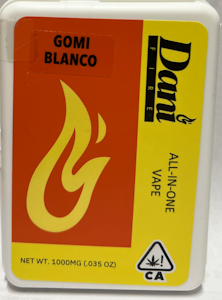 GOMI
BLANCO
Dani
FIRE
ALL-IN-ONE
VAPE
NET WT. 1000MG (.035 OZ)
!
CA